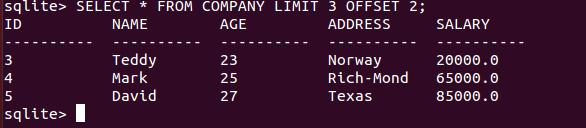 sqlite> SELECT * FROM COMPANY LIMIT 3 OFFSET 2;
ID          NAME        AGE         ADDRESS     SALARY
----------  ----------  ----------  ----------  ----------
3           Teddy       23          Norway      20000.0
4           Mark        25          Rich-Mond   65000.0
5           David       27          Texas       85000.0
sqlite>